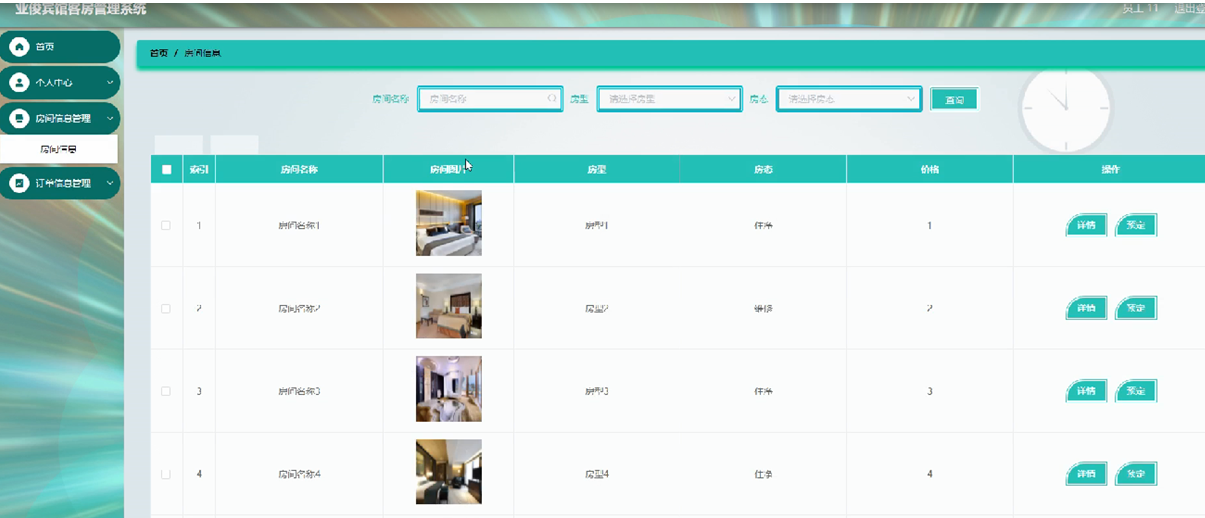 亚俊宾馆客房管理系统
员工11 退出登
首页
个人中心
房间信息管理
房间信息
订单信息管理
首页 / 房间信息
房间名称 房间名称 房型 请选择房型 房态 请选择房态 查询
索引 房间名称 房间图片 房型 房态 价格 操作
1 房间名称1 房型1 住净 1 详情 预定
2 房间名称2 房型2 维修 2 详情 预定
3 房间名称3 房型3 住净 3 详情 预定
4 房间名称4 房型4 住净 4 详情 预定